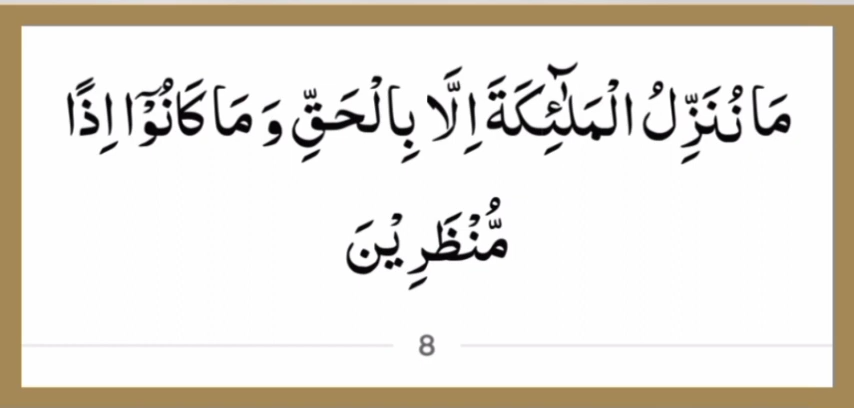 مَا نُنَزِّلُ الْمَلٰٓئِكَةَ اِلَّا بِالْحَقِّ وَ مَا كَانُوْۤا اِذًا
مُّنْظَرِیْنَ
8